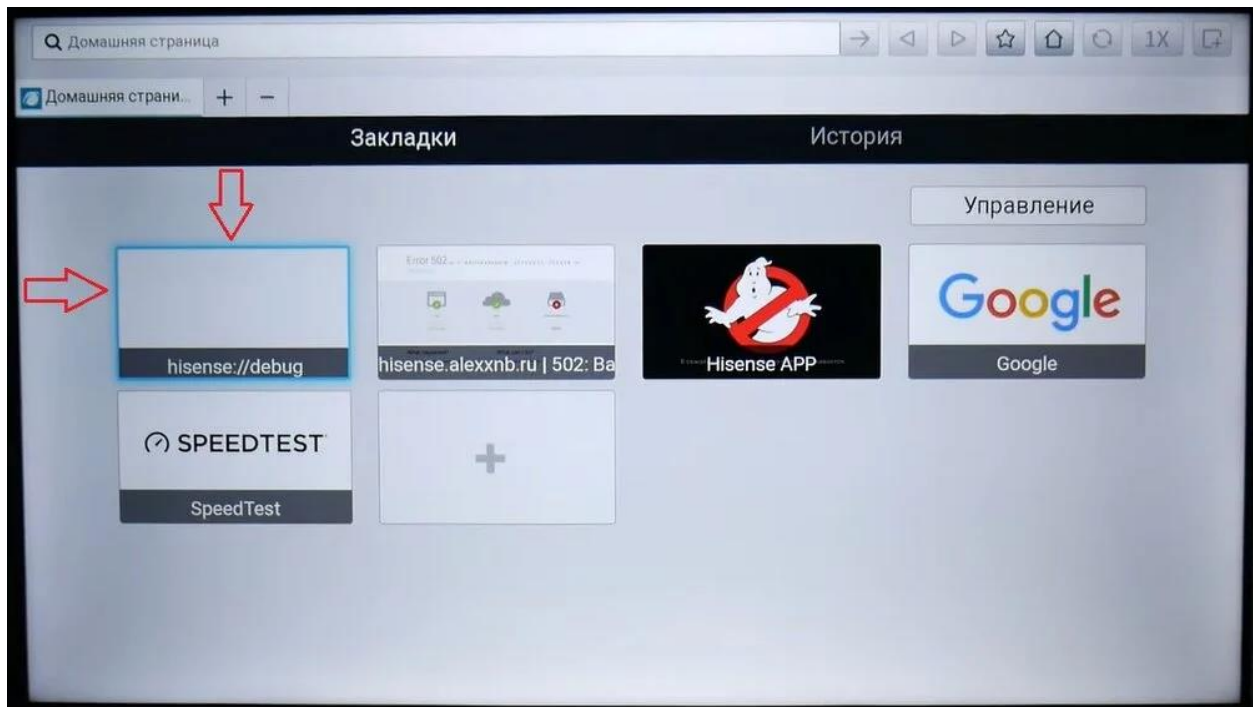 Домашняя страница
1X
Домашняя страни...
Закладки
История
Управление
Error 502
hisense://debug
hisense.alexxnb.ru | 502: Ba
Hisense APP
Google
Google
SPEEDTEST
SpeedTest